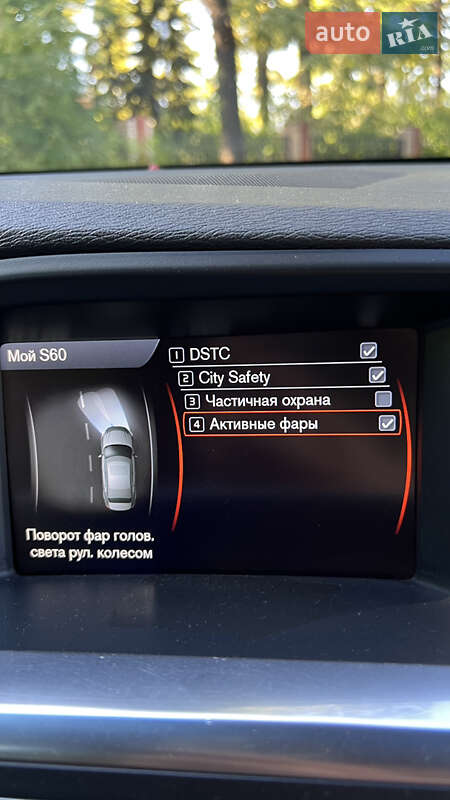 auto RIA
.com
Мой S60
1 DSTC
2 City Safety
3 Частичная охрана
4 Активные фары
Поворот фар голов.
света рул. колесом